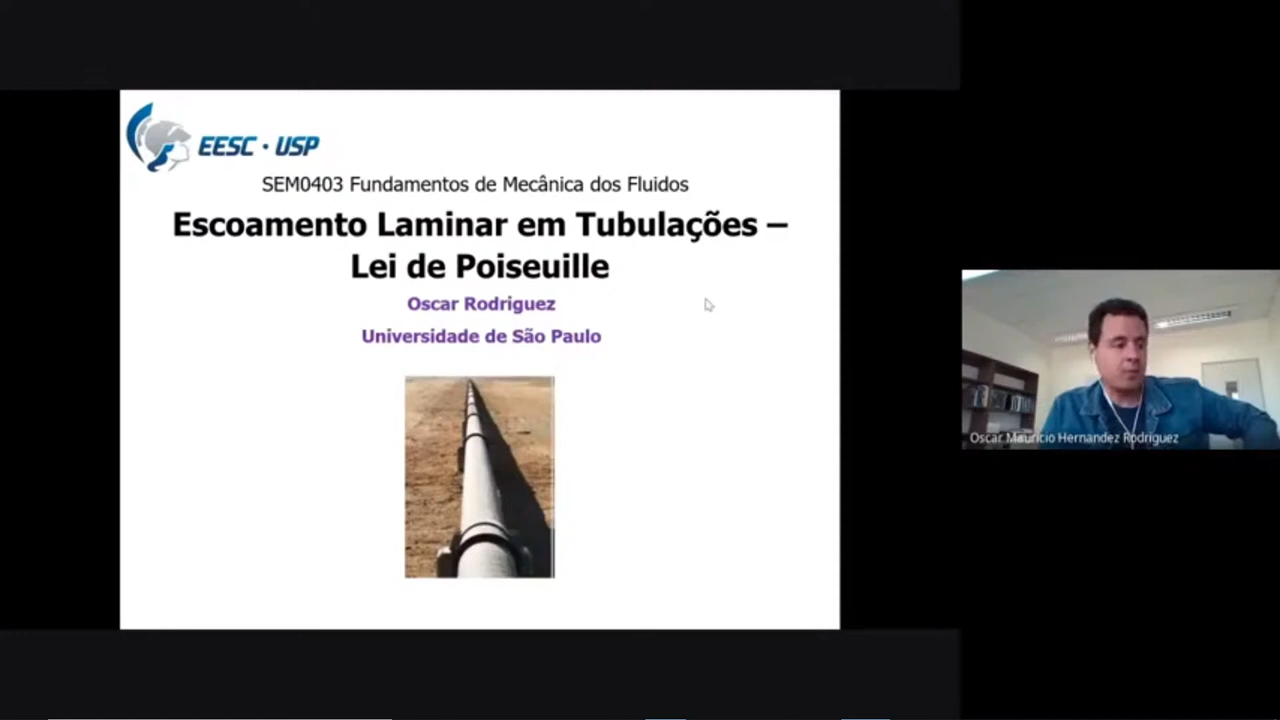 EESC · USP
SEM0403 Fundamentos de Mecânica dos Fluidos
Escoamento Laminar em Tubulações –
Lei de Poiseuille
Oscar Rodriguez
Universidade de São Paulo
Oscar Mauricio Hernandez Rodriguez